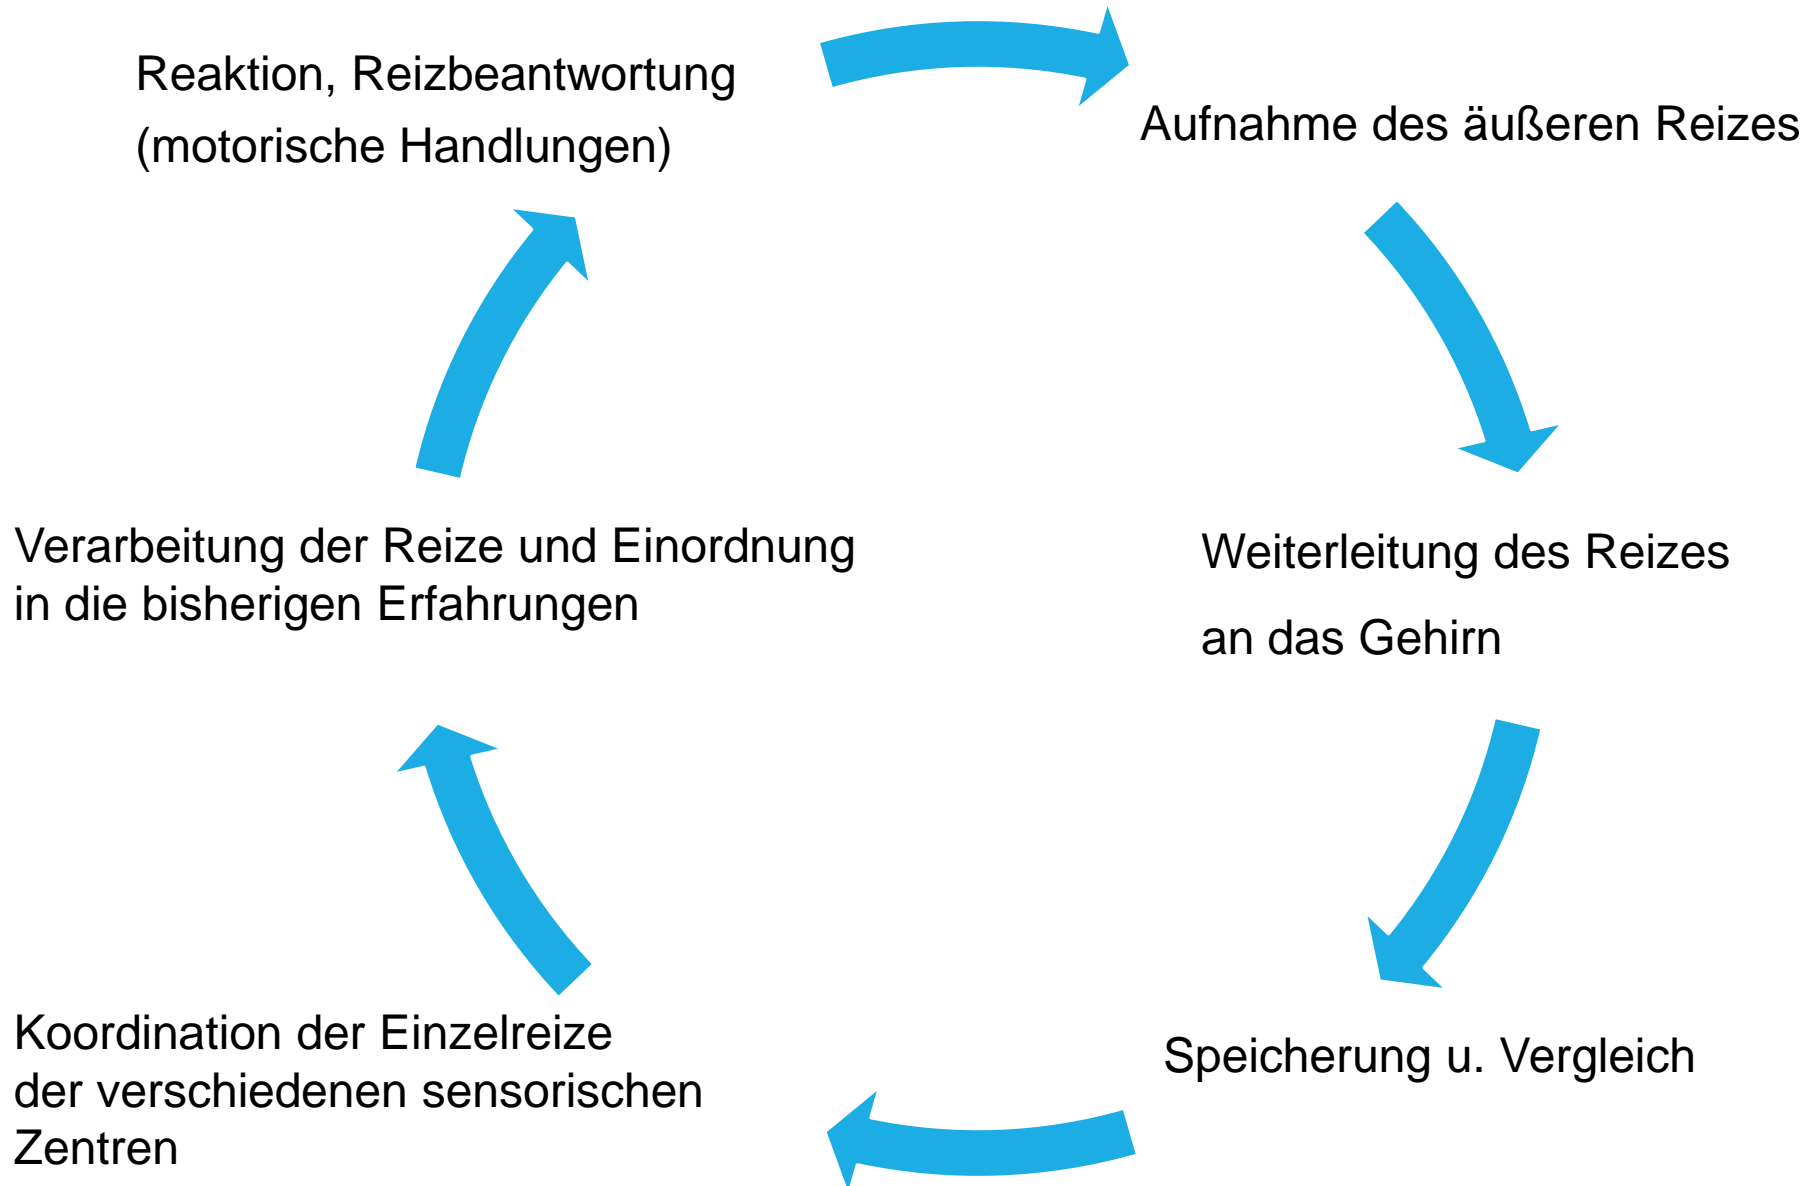 Reaktion, Reizbeantwortung
(motorische Handlungen)
Aufnahme des äußeren Reizes
Weiterleitung des Reizes
an das Gehirn
Speicherung u. Vergleich
Koordination der Einzelreize
der verschiedenen sensorischen
Zentren
Verarbeitung der Reize und Einordnung
in die bisherigen Erfahrungen